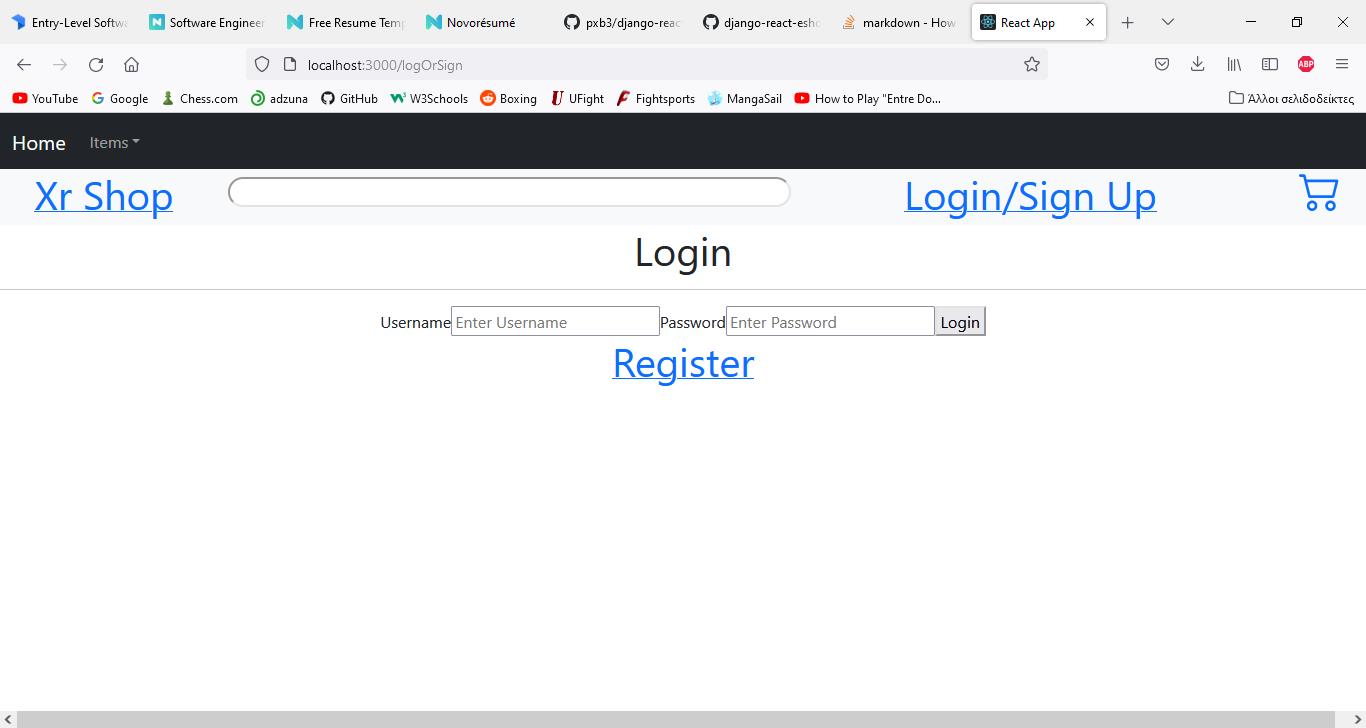 Entry-Level Softwa
Software Engineer
Free Resume Temp
Novorésumé
pxb3/django-reac
django-react-esho
markdown - How
React App
localhost:3000/logOrSign
YouTube Google Chess.com adzuna GitHub W3Schools Boxing UFight Fightsports MangaSail How to Play "Entre Do... Άλλοι σελιδοδείκτες
Home Items
Xr Shop Login/Sign Up
Login
Username Enter Username Password Enter Password Login
Register